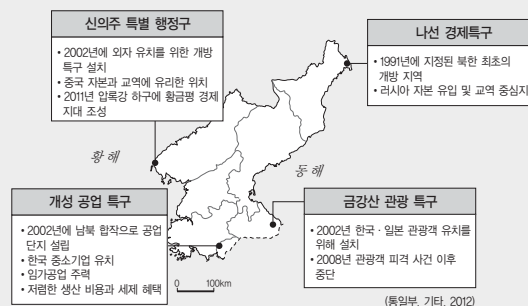 신의주 특별 행정구
• 2002년에 외자 유치를 위한 개방
특구 설치
• 중국 자본과 교역에 유리한 위치
• 2011년 압록강 하구에 황금평 경제
지대 조성
나선 경제특구
• 1991년에 지정된 북한 최초의
개방 지역
• 러시아 자본 유입 및 교역 중심지
황해
동해
개성 공업 특구
• 2002년에 남북 합작으로 공업
단지 설립
• 한국 중소기업 유치
• 임가공업 주력
• 저렴한 생산 비용과 세제 혜택
금강산 관광 특구
• 2002년 한국·일본 관광객 유치를
위해 설치
• 2008년 관광객 피격 사건 이후
중단
0 100km
(통일부, 기타, 2012)